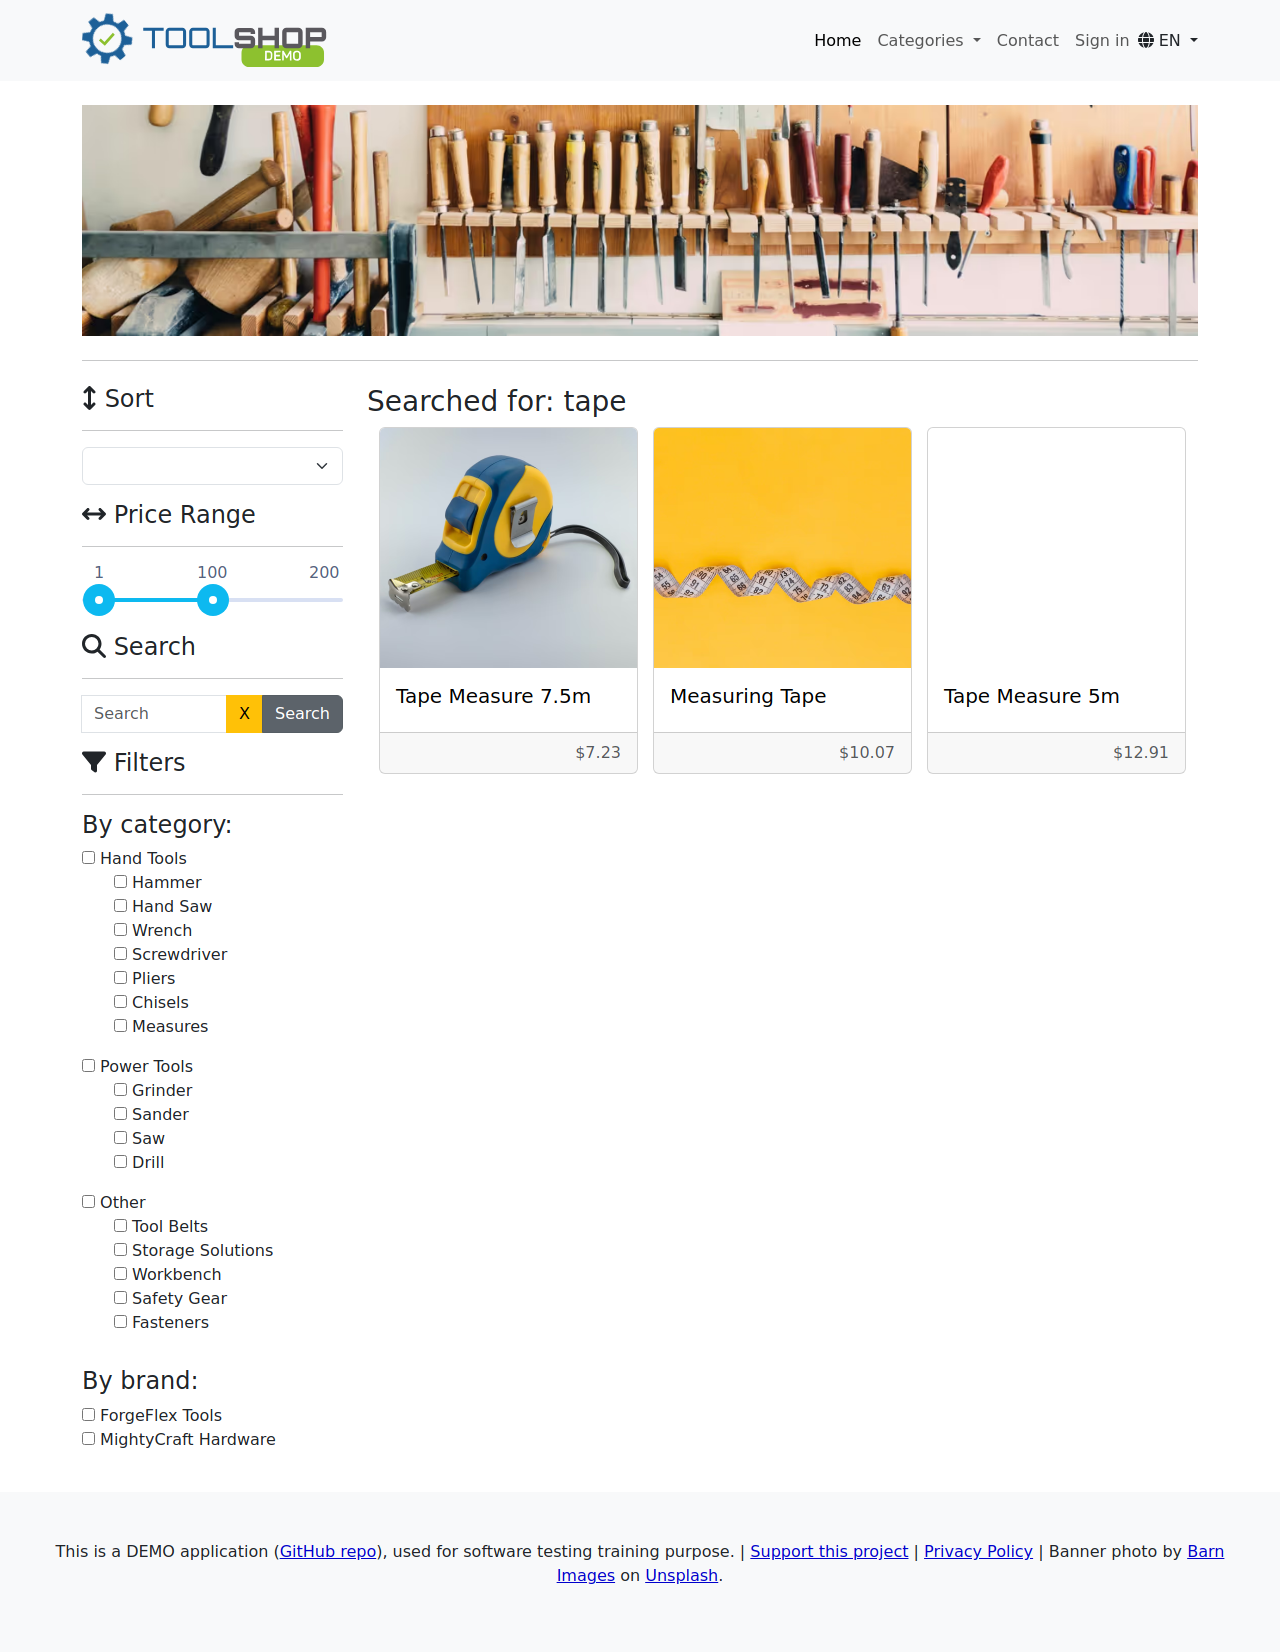 TOOLSHOP
DEMO
Home Categories Contact Sign in EN
Sort
Searched for: tape
Price Range
1 100 200
Search
Search X Search
Tape Measure 7.5m
Measuring Tape
Tape Measure 5m
$7.23
$10.07
$12.91
Filters
By category:
Hand Tools
Hammer
Hand Saw
Wrench
Screwdriver
Pliers
Chisels
Measures
Power Tools
Grinder
Sander
Saw
Drill
Other
Tool Belts
Storage Solutions
Workbench
Safety Gear
Fasteners
By brand:
ForgeFlex Tools
MightyCraft Hardware
This is a DEMO application (GitHub repo), used for software testing training purpose. | Support this project | Privacy Policy | Banner photo by Barn
Images on Unsplash.